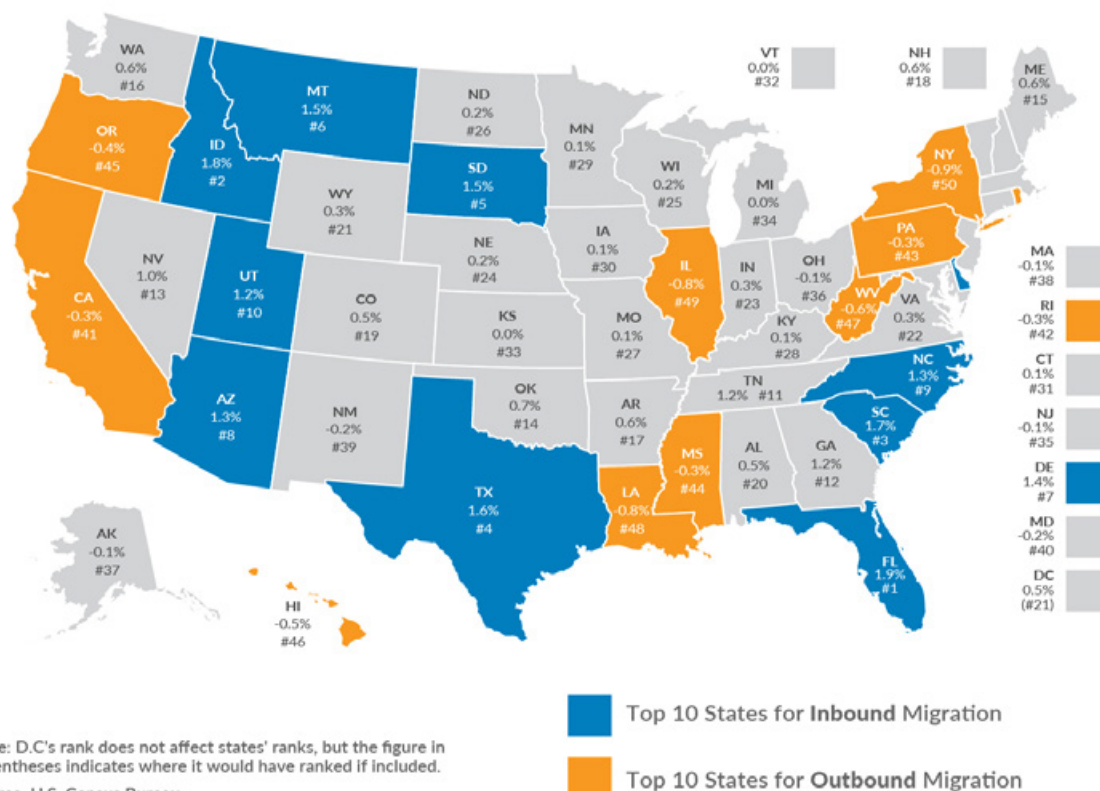 WA
0.6%
#16
OR
-0.4%
#45
CA
-0.3%
#41
NV
1.0%
#13
ID
1.8%
#2
MT
1.5%
#6
WY
0.3%
#21
UT
1.2%
#10
AZ
1.3%
#8
CO
0.5%
#19
NM
-0.2%
#39
ND
0.2%
#26
SD
1.5%
#5
NE
0.2%
#24
KS
0.0%
#33
OK
0.7%
#14
TX
1.6%
#4
MN
0.1%
#29
IA
0.1%
#30
MO
0.1%
#27
AR
0.6%
#17
LA
-0.8%
#48
WI
0.2%
#25
IL
-0.8%
#49
MS
-0.3%
#44
MI
0.0%
#34
IN
0.3%
#23
OH
-0.1%
#36
KY
0.1%
#28
TN
1.2% #11
AL
0.5%
#20
GA
1.2%
#12
FL
1.9%
#1
SC
1.7%
#3
NC
1.3%
#9
VA
0.3%
#22
WV
-0.6%
#47
PA
-0.3%
#43
NY
-0.9%
#50
VT
0.0%
#32
NH
0.6%
#18
ME
0.6%
#15
MA
-0.1%
#38
RI
-0.3%
#42
CT
0.1%
#31
NJ
-0.1%
#35
DE
1.4%
#7
MD
-0.2%
#40
DC
0.5%
(#21)
AK
-0.1%
#37
HI
-0.5%
#46
Top 10 States for Inbound Migration
Top 10 States for Outbound Migration
e: D.C's rank does not affect states' ranks, but the figure in
entheses indicates where it would have ranked if included.